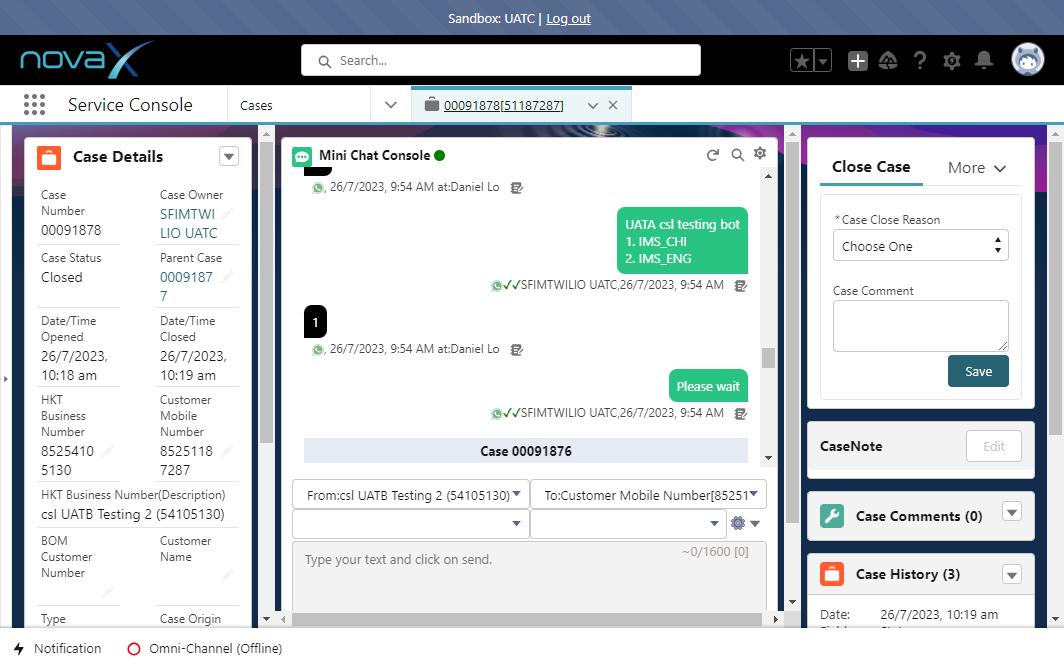 Sandbox: UATC | Log out
novaX
Search...
Service Console
Cases
00091878[51187287]
Case Details
Case
Number
00091878
Case Owner
SFIMTWI
LIO UATC
Case Status
Closed
Parent Case
0009187
7
Date/Time
Opened
26/7/2023,
10:18 am
Date/Time
Closed
26/7/2023,
10:19 am
HKT
Business
Number
8525410
5130
Customer
Mobile
Number
8525118
7287
HKT Business Number(Description)
csl UATB Testing 2 (54105130)
BOM
Customer
Number
Customer
Name
Type
Case Origin
Mini Chat Console
, 26/7/2023, 9:54 AM at:Daniel Lo
UATA csl testing bot
1. IMS_CHI
2. IMS_ENG
SFIMTWILIO UATC,26/7/2023, 9:54 AM
1
, 26/7/2023, 9:54 AM at:Daniel Lo
Please wait
SFIMTWILIO UATC,26/7/2023, 9:54 AM
Case 00091876
From:csl UATB Testing 2 (54105130)
To:Customer Mobile Number[85251
~0/1600 [0]
Type your text and click on send.
Close Case
More
*Case Close Reason
Choose One
Case Comment
Save
CaseNote
Edit
Case Comments (0)
Case History (3)
Date:
26/7/2023, 10:19 am
Notification
Omni-Channel (Offline)